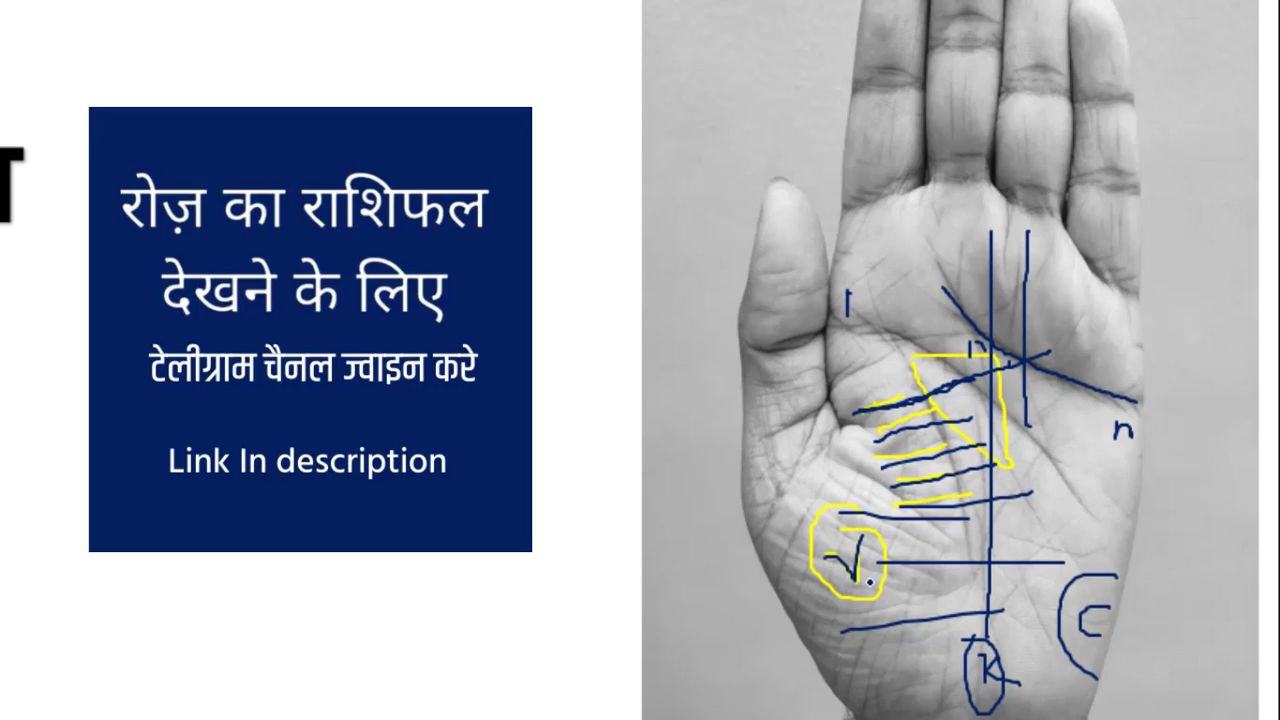 रोज़ का राशिफल
देखने के लिए
टेलीग्राम चैनल ज्वाइन करे
Link In description
n
n
C
K